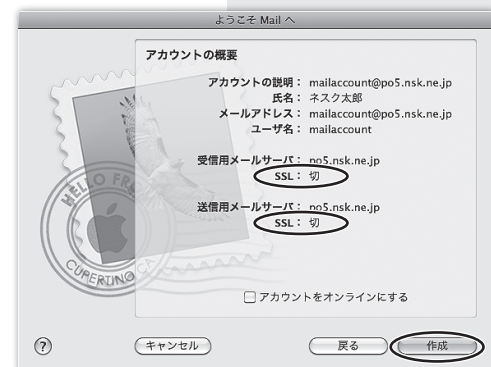 ようこそ Mail へ
アカウントの概要
アカウントの説明： mailaccount@po5.nsk.ne.jp
氏名： ネスク太郎
メールアドレス： mailaccount@po5.nsk.ne.jp
ユーザ名： mailaccount
受信用メールサーバ： po5.nsk.ne.jp
SSL： 切
送信用メールサーバ： po5.nsk.ne.jp
SSL： 切
HELLO FR
CUPERTINO CA
アカウントをオンラインにする
? キャンセル 戻る 作成